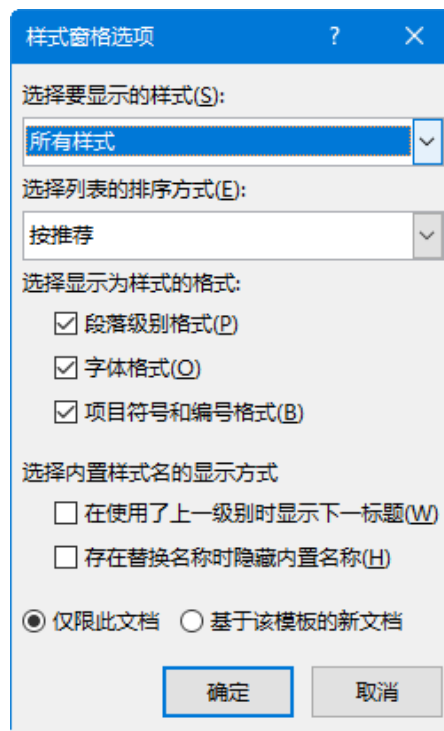 样式窗格选项 ?
选择要显示的样式(S):
所有样式
选择列表的排序方式(E):
按推荐
选择显示为样式的格式:
段落级别格式(P)
字体格式(O)
项目符号和编号格式(B)
选择内置样式名的显示方式
在使用了上一级别时显示下一标题(W)
存在替换名称时隐藏内置名称(H)
仅限此文档 基于该模板的新文档
确定 取消